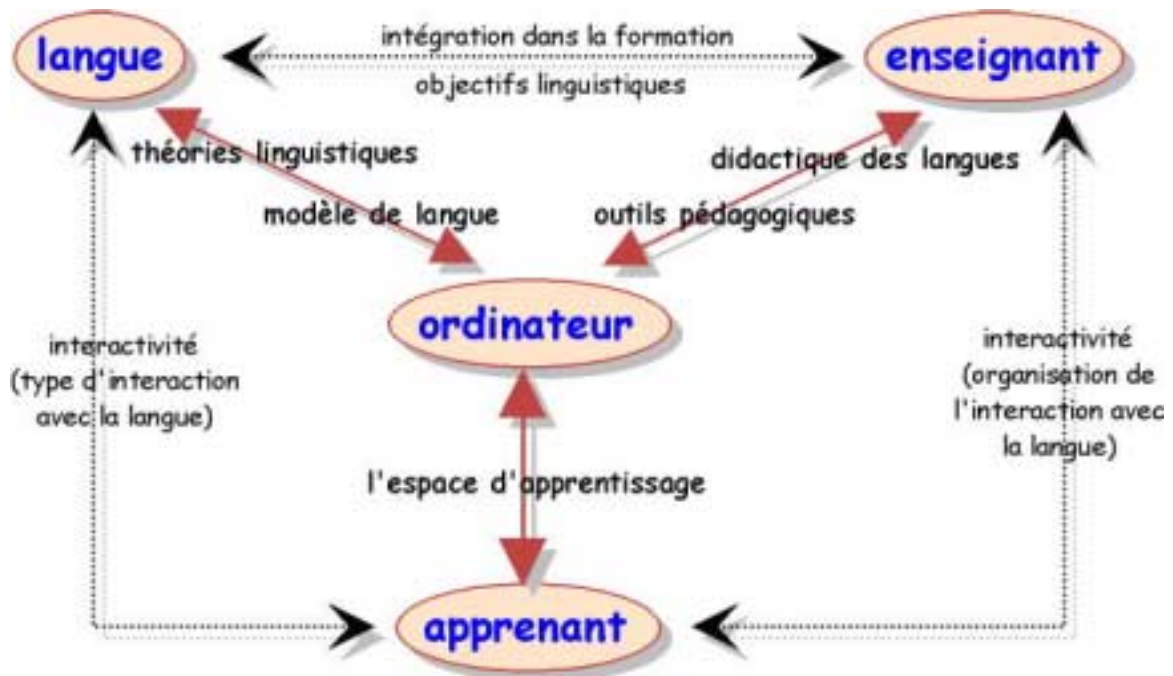 langue
intégration dans la formation
enseignant
objectifs linguistiques
théories linguistiques
didactique des langues
modèle de langue
outils pédagogiques
ordinateur
interactivité
(type d'interaction
avec la langue)
interactivité
(organisation de
l'interaction avec
la langue)
l'espace d'apprentissage
apprenant